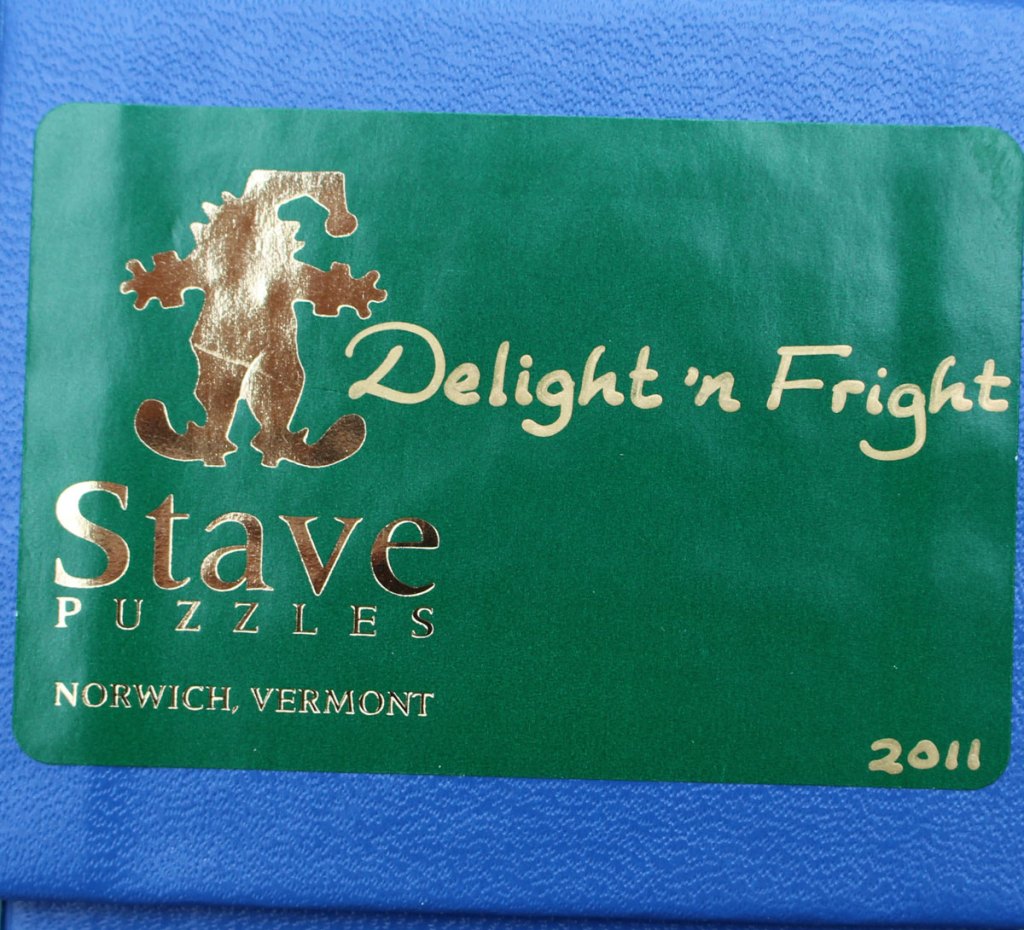 Delight 'n Fright
Stave
PUZZLES
NORWICH, VERMONT
2011